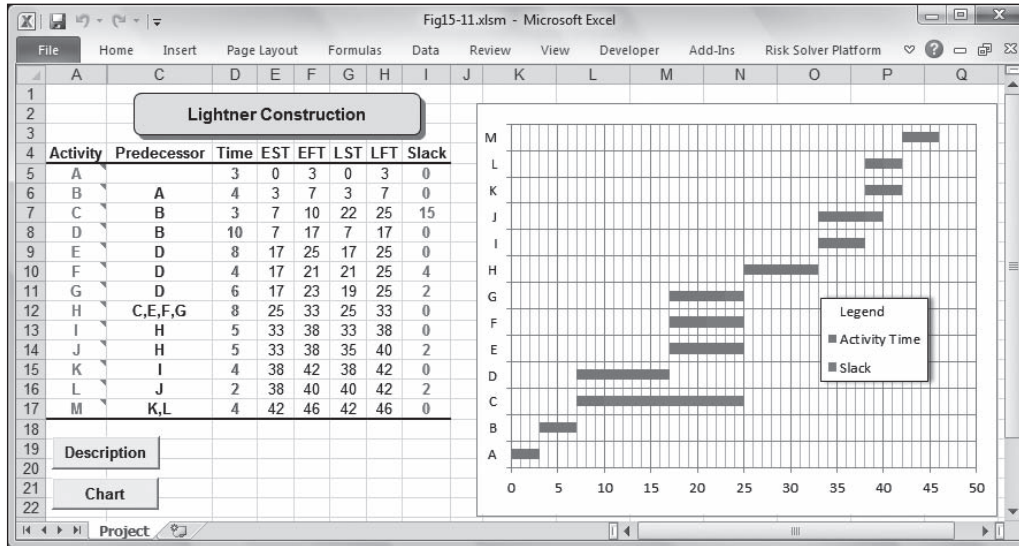 Fig15-11.xlsm - Microsoft Excel
File Home Insert Page Layout Formulas Data Review View Developer Add-Ins Risk Solver Platform
A C D E F G H I J K L M N O P Q
1
2 Lightner Construction
3
4 Activity Predecessor Time EST EFT LST LFT Slack
5 A 3 0 3 0 3 0
6 B A 4 3 7 3 7 0
7 C B 3 7 10 22 25 15
8 D B 10 7 17 7 17 0
9 E D 8 17 25 17 25 0
10 F D 4 17 21 21 25 4
11 G D 6 17 23 19 25 2
12 H C,E,F,G 8 25 33 25 33 0
13 I H 5 33 38 33 38 0
14 J H 5 33 38 35 40 2
15 K I 4 38 42 38 42 0
16 L J 2 38 40 40 42 2
17 M K,L 4 42 46 42 46 0
18
19 Description
20
21 Chart
22
M
L
K
J
I
H
G
F
E
D
C
B
A
0 5 10 15 20 25 30 35 40 45 50
Legend
Activity Time
Slack
Project